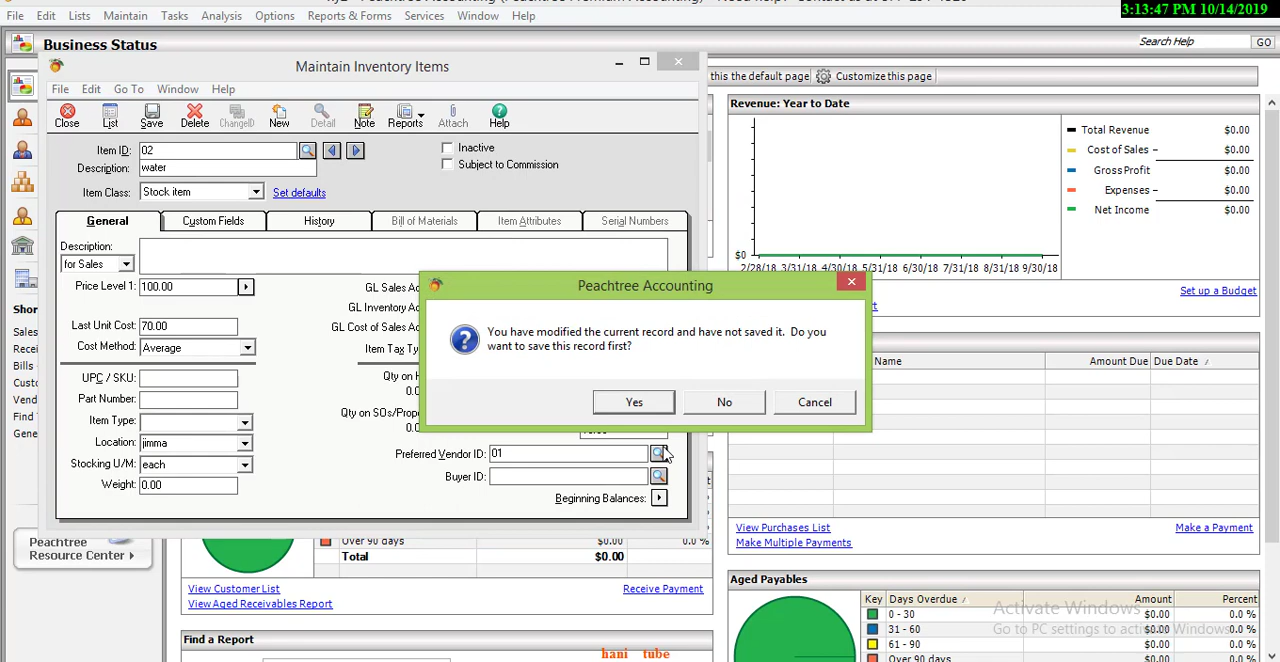 3:13:47 PM 10/14/2019
File Edit Lists Maintain Tasks Analysis Options Reports & Forms Services Window Help
Business Status
Search Help GO
Maintain Inventory Items
this the default page Customize this page
File Edit Go To Window Help
Close List Save Delete ChangeID New Detail Note Reports Attach Help
Item ID: 02
Inactive
Description: water
Subject to Commission
Item Class: Stock item Set defaults
General Custom Fields History Bill of Materials Item Attributes Serial Numbers
Description:
for Sales
Price Level 1: 100.00
GL Sales Ac
GL Inventory Ac
Last Unit Cost: 70.00
GL Cost of Sales Ac
Cost Method: Average
Item Tax Ty
UPC / SKU:
Qty on H
0.0
Part Number:
Item Type:
Qty on SOs/Prop
0.0
Location: jimma
Stocking U/M: each
Weight: 0.00
Preferred Vendor ID: 01
Buyer ID:
Beginning Balances:
Peachtree Accounting
You have modified the current record and have not saved it. Do you
want to save this record first?
Yes No Cancel
Revenue: Year to Date
$0
2/28/18 3/31/18 4/30/18 5/31/18 6/30/18 7/31/18 8/31/18 9/30/18
Total Revenue $0.00
Cost of Sales – $0.00
Gross Profit $0.00
Expenses – $0.00
Net Income $0.00
Set up a Budget
Name Amount Due Due Date
View Purchases List Make a Payment
Make Multiple Payments
Shor
Sales
Recei
Bills
Custo
Vend
Find
Gene
Peachtree
Resource Center
Over 90 days $0.00 0.0 %
Total $0.00
View Customer List Receive Payment
View Aged Receivables Report
Find a Report
Aged Payables
Key Days Overdue Amount Percent
0 - 30 $0.00 0.0 %
31 - 60 $0.00 0.0 %
61 - 90 $0.00 0.0 %
Over 90 days $0.00 0.0 %
Activate Windows
Go to PC settings to activate Windows.
hani tube